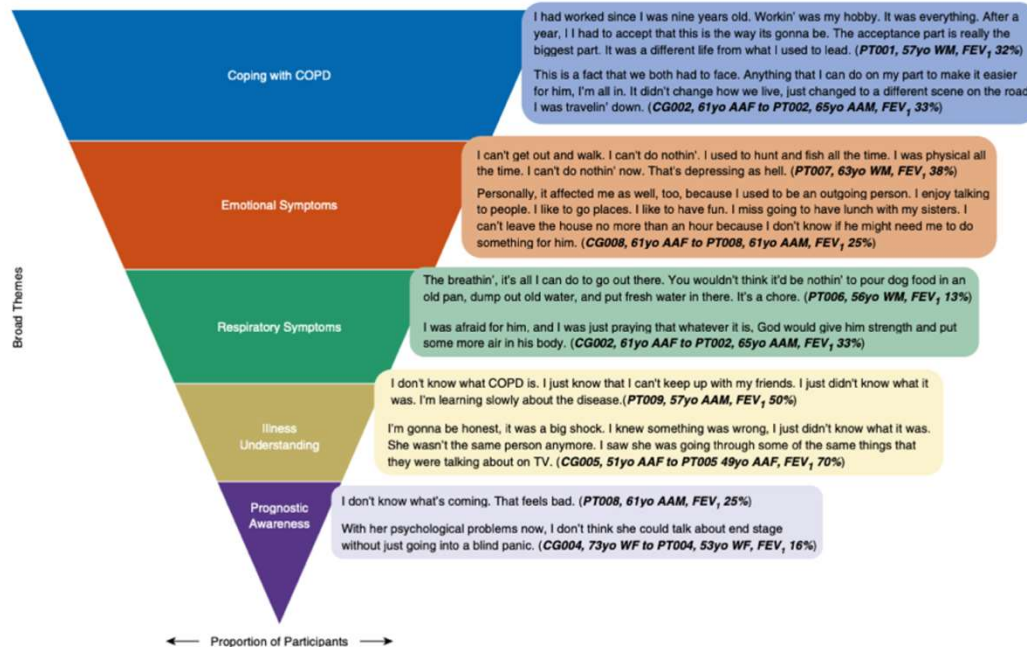 I had worked since I was nine years old. Workin' was my hobby. It was everything. After a
year, I I had to accept that this is the way its gonna be. The acceptance part is really the
biggest part. It was a different life from what I used to lead. (PT001, 57yo WM, FEV1 32%)
Coping with COPD
This is a fact that we both had to face. Anything that I can do on my part to make it easier
for him, I'm all in. It didn't change how we live, just changed to a different scene on the road
I was travelin' down. (CG002, 61yo AAF to PT002, 65yo AAM, FEV1 33%)
I can't get out and walk. I can't do nothin'. I used to hunt and fish all the time. I was physical all
the time. I can't do nothin' now. That's depressing as hell. (PT007, 63yo WM, FEV1 38%)
Emotional Symptoms
Personally, it affected me as well, too, because I used to be an outgoing person. I enjoy talking
to people. I like to go places. I like to have fun. I miss going to have lunch with my sisters. I
can't leave the house no more than an hour because I don't know if he might need me to do
something for him. (CG008, 61yo AAF to PT008, 61yo AAM, FEV1 25%)
Broad Themes
The breathin', it's all I can do to go out there. You wouldn't think it'd be nothin' to pour dog food in an
old pan, dump out old water, and put fresh water in there. It's a chore. (PT006, 56yo WM, FEV1 13%)
Respiratory Symptoms
I was afraid for him, and I was just praying that whatever it is, God would give him strength and put
some more air in his body. (CG002, 61yo AAF to PT002, 65yo AAM, FEV1 33%)
I don't know what COPD is. I just know that I can't keep up with my friends. I just didn't know what it
was. I'm learning slowly about the disease.(PT009, 57yo AAM, FEV1 50%)
Illness
Understanding
I'm gonna be honest, it was a big shock. I knew something was wrong, I just didn't know what it was.
She wasn't the same person anymore. I saw she was going through some of the same things that
they were talking about on TV. (CG005, 51yo AAF to PT005 49yo AAF, FEV1 70%)
Prognostic
Awareness
I don't know what's coming. That feels bad. (PT008, 61yo AAM, FEV1 25%)
With her psychological problems now, I don't think she could talk about end stage
without just going into a blind panic. (CG004, 73yo WF to PT004, 53yo WF, FEV1 16%)
Proportion of Participants